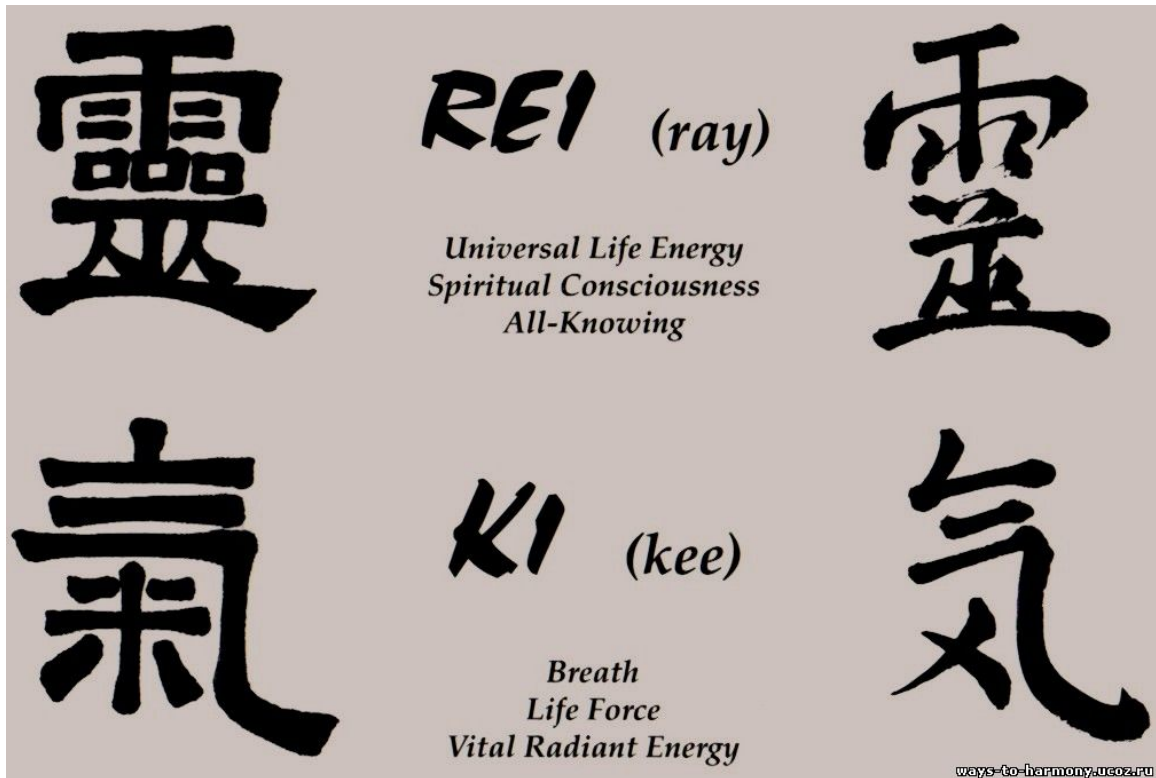 靈 REI (ray) 霊
Universal Life Energy
Spiritual Consciousness
All-Knowing
氣 KI (kee) 気
Breath
Life Force
Vital Radiant Energy
ways-to-harmony.ucoz.ru